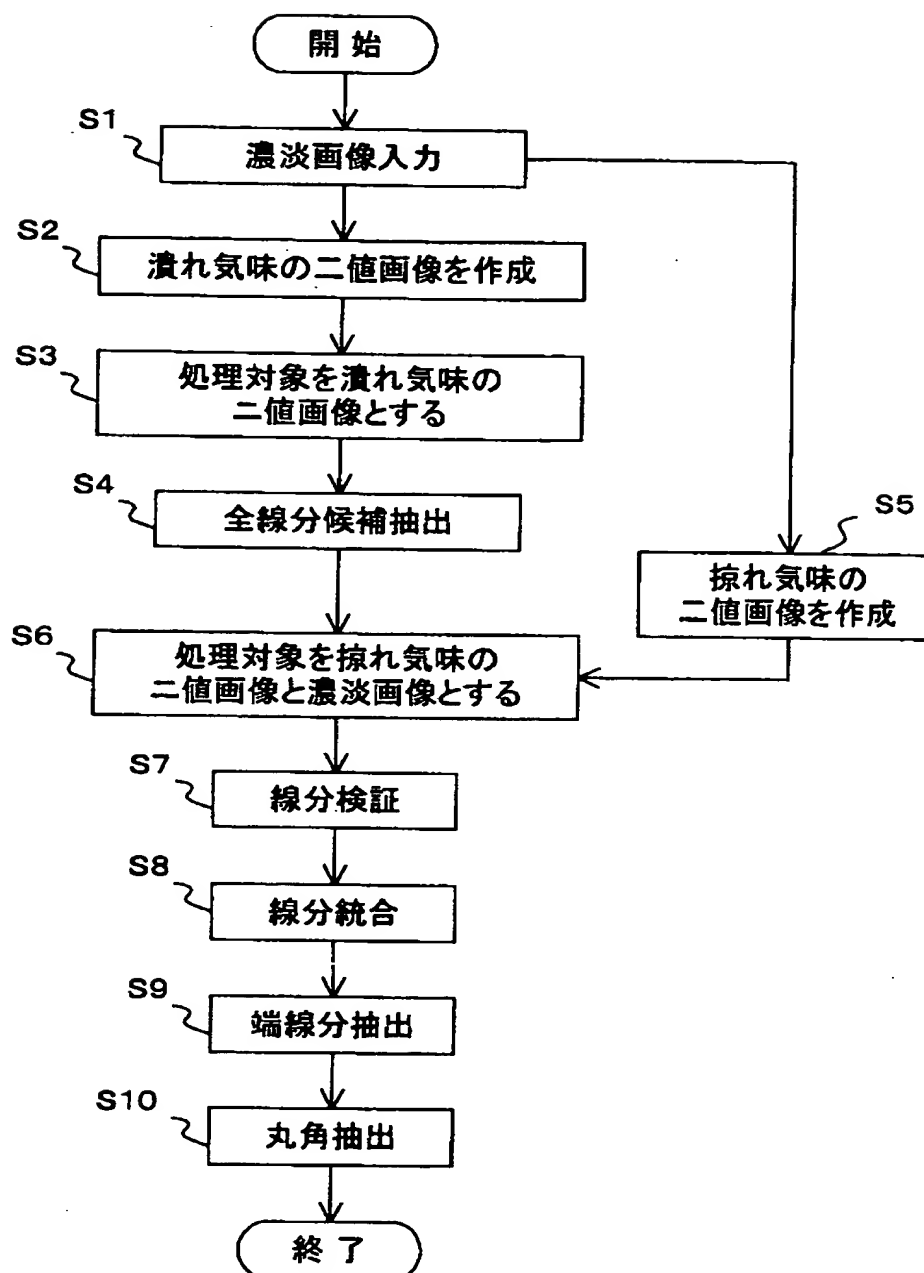 開始
S1
濃淡画像入力
S2
潰れ気味の二値画像を作成
S3
処理対象を潰れ気味の
二値画像とする
S4
全線分候補抽出
S5
掠れ気味の
二値画像を作成
S6
処理対象を掠れ気味の
二値画像と濃淡画像とする
S7
線分検証
S8
線分統合
S9
端線分抽出
S10
丸角抽出
終了